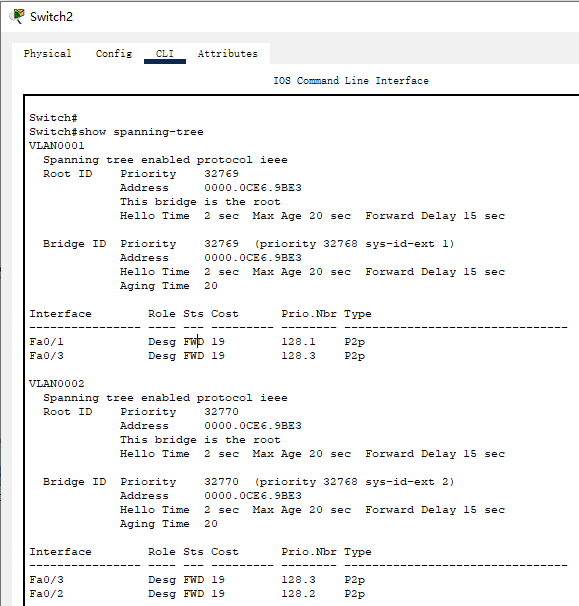 Switch2
Physical Config CLI Attributes
IOS Command Line Interface
Switch#
Switch#show spanning-tree
VLAN0001
  Spanning tree enabled protocol ieee
  Root ID    Priority    32769
             Address     0000.0CE6.9BE3
             This bridge is the root
             Hello Time  2 sec  Max Age 20 sec  Forward Delay 15 sec

  Bridge ID  Priority    32769  (priority 32768 sys-id-ext 1)
             Address     0000.0CE6.9BE3
             Hello Time  2 sec  Max Age 20 sec  Forward Delay 15 sec
             Aging Time  20

Interface        Role Sts Cost      Prio.Nbr Type
---------------- ---- --- --------- -------- --------------------------------
Fa0/1            Desg FWD 19        128.1    P2p
Fa0/3            Desg FWD 19        128.3    P2p

VLAN0002
  Spanning tree enabled protocol ieee
  Root ID    Priority    32770
             Address     0000.0CE6.9BE3
             This bridge is the root
             Hello Time  2 sec  Max Age 20 sec  Forward Delay 15 sec

  Bridge ID  Priority    32770  (priority 32768 sys-id-ext 2)
             Address     0000.0CE6.9BE3
             Hello Time  2 sec  Max Age 20 sec  Forward Delay 15 sec
             Aging Time  20

Interface        Role Sts Cost      Prio.Nbr Type
---------------- ---- --- --------- -------- --------------------------------
Fa0/3            Desg FWD 19        128.3    P2p
Fa0/2            Desg FWD 19        128.2    P2p